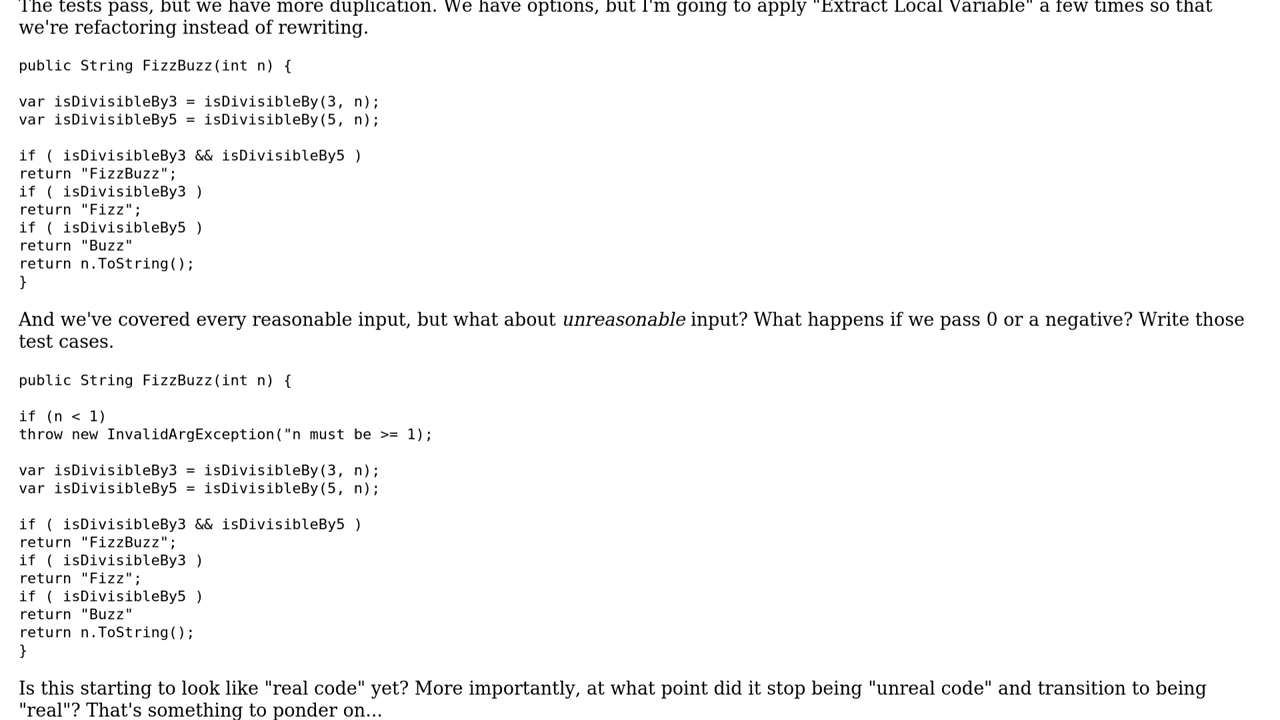 The tests pass, but we have more duplication. We have options, but I'm going to apply "Extract Local Variable" a few times so that
we're refactoring instead of rewriting.
public String FizzBuzz(int n) {
var isDivisibleBy3 = isDivisibleBy(3, n);
var isDivisibleBy5 = isDivisibleBy(5, n);
if ( isDivisibleBy3 && isDivisibleBy5 )
return "FizzBuzz";
if ( isDivisibleBy3 )
return "Fizz";
if ( isDivisibleBy5 )
return "Buzz"
return n.ToString();
}
And we've covered every reasonable input, but what about unreasonable input? What happens if we pass 0 or a negative? Write those
test cases.
public String FizzBuzz(int n) {
if (n < 1)
throw new InvalidArgException("n must be >= 1);
var isDivisibleBy3 = isDivisibleBy(3, n);
var isDivisibleBy5 = isDivisibleBy(5, n);
if ( isDivisibleBy3 && isDivisibleBy5 )
return "FizzBuzz";
if ( isDivisibleBy3 )
return "Fizz";
if ( isDivisibleBy5 )
return "Buzz"
return n.ToString();
}
Is this starting to look like "real code" yet? More importantly, at what point did it stop being "unreal code" and transition to being
"real"? That's something to ponder on...